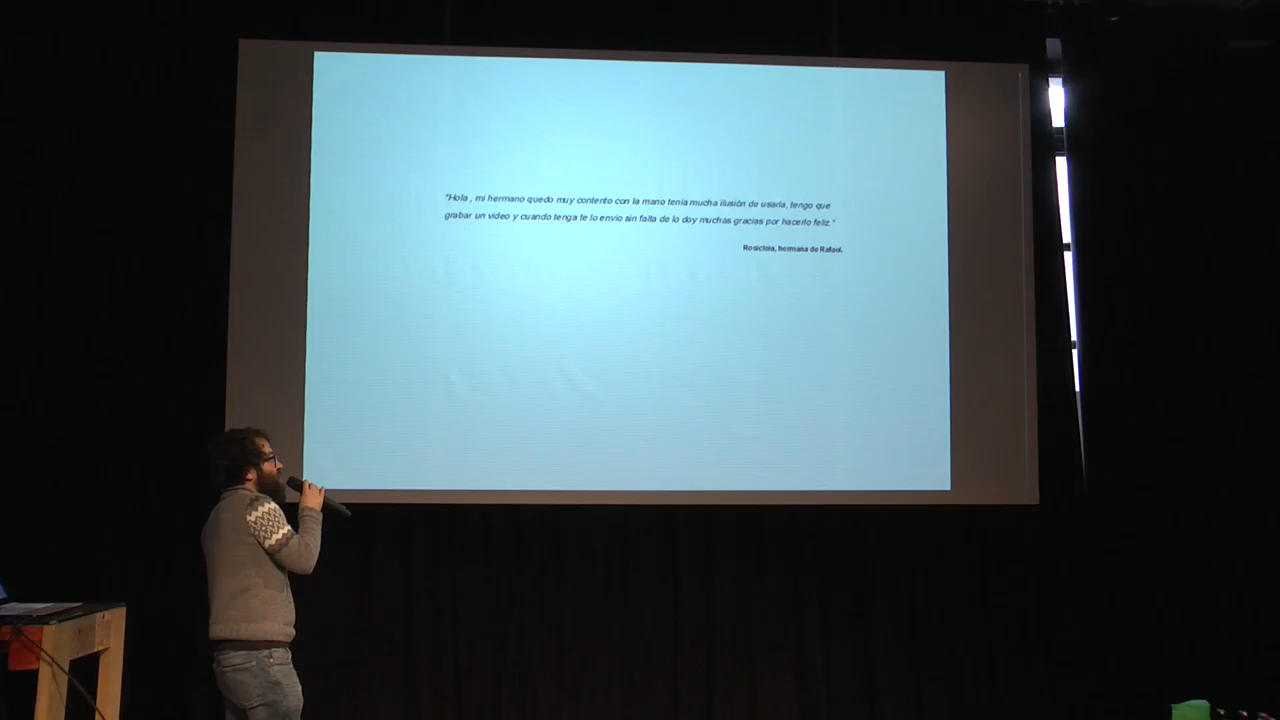 "Hola , mi hermano quedo muy contento con la mano tenia mucha ilusión de usarla, tengo que
grabar un video y cuando tenga te lo envio sin falta de lo doy muchas gracias por hacerlo feliz."
Rosicleia, hermana de Rafael.